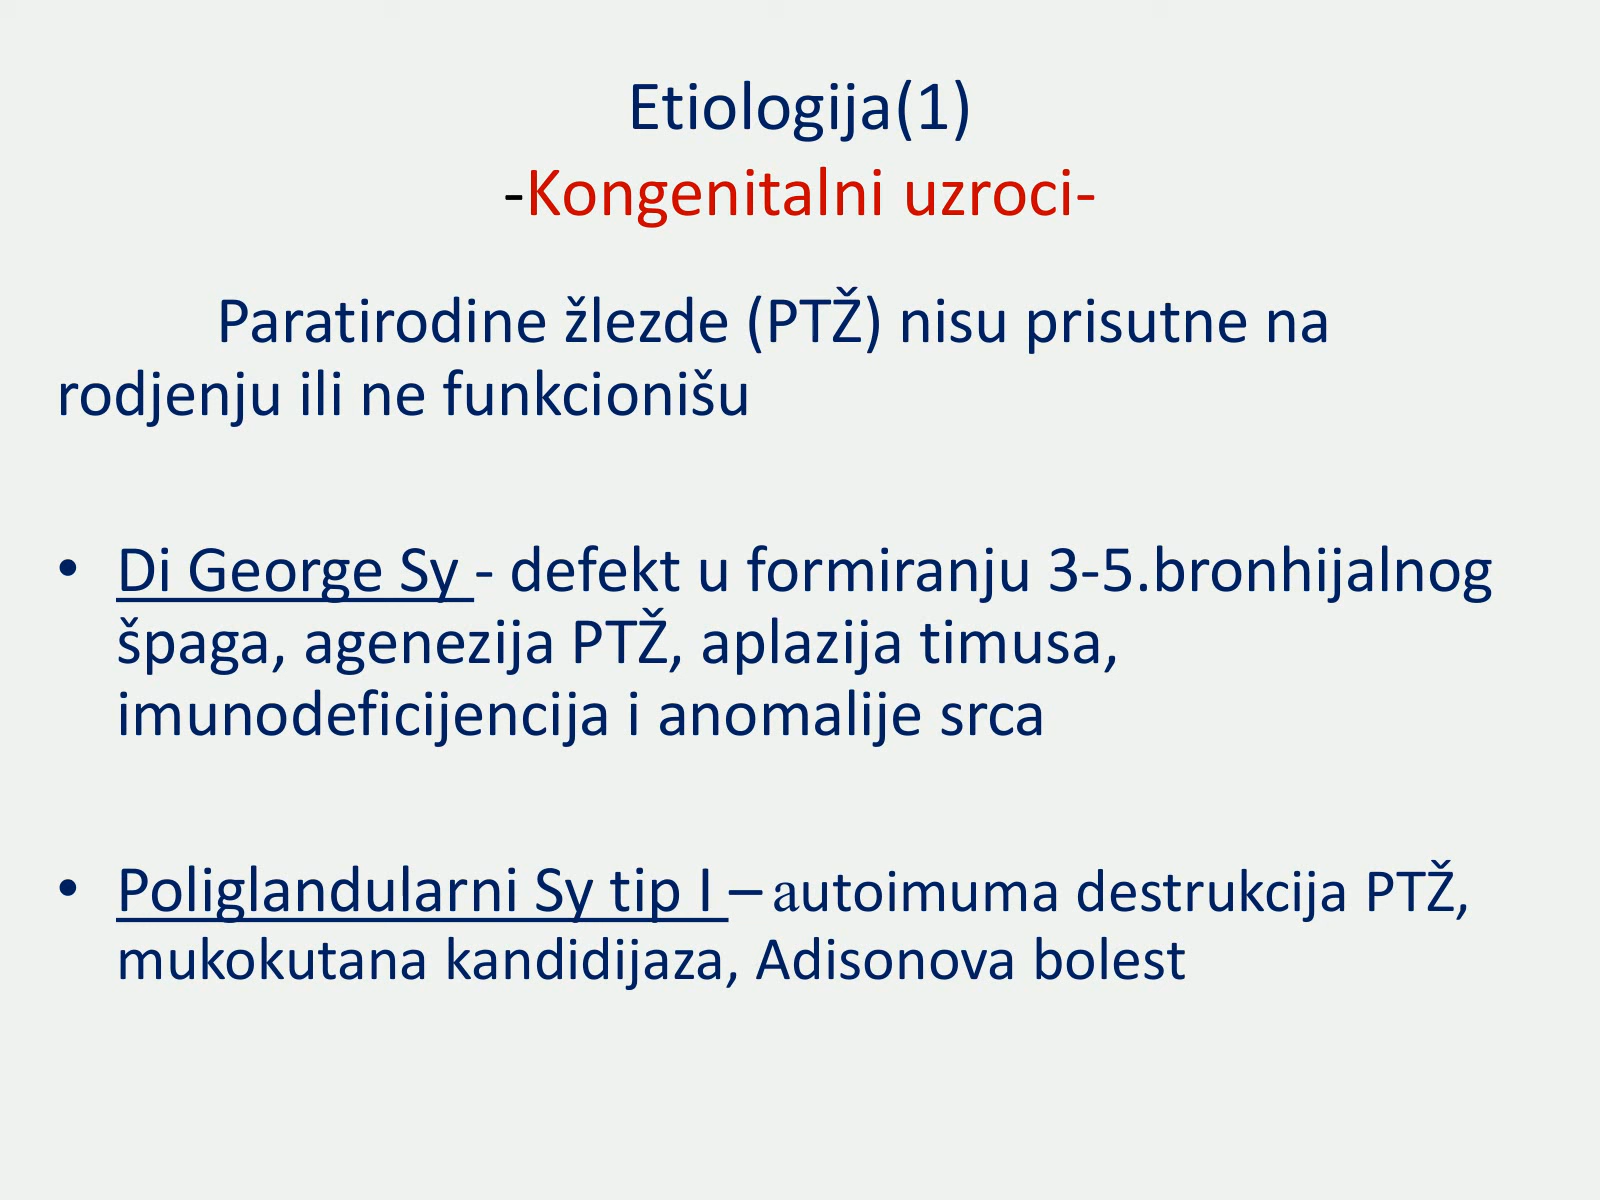 Etiologija(1)
-Kongenitalni uzroci-
Paratirodine žlezde (PTŽ) nisu prisutne na
rodjenju ili ne funkcionišu
• Di George Sy - defekt u formiranju 3-5.bronhijalnog
špaga, agenezija PTŽ, aplazija timusa,
imunodeficijencija i anomalije srca
• Poliglandularni Sy tip I – autoimuma destrukcija PTŽ,
mukokutana kandidijaza, Adisonova bolest